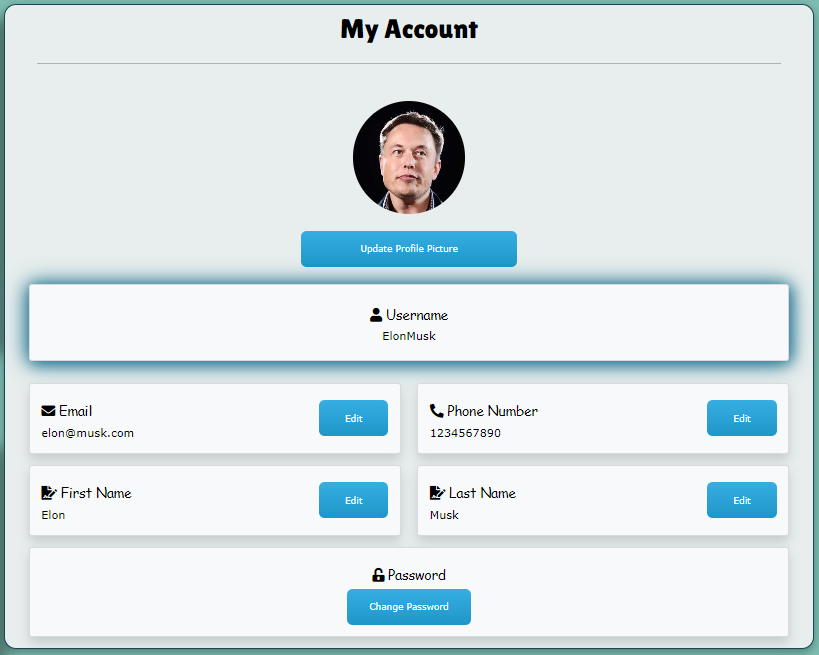 My Account
Update Profile Picture
Username
ElonMusk
Email
elon@musk.com
Edit
Phone Number
1234567890
Edit
First Name
Elon
Edit
Last Name
Musk
Edit
Password
Change Password